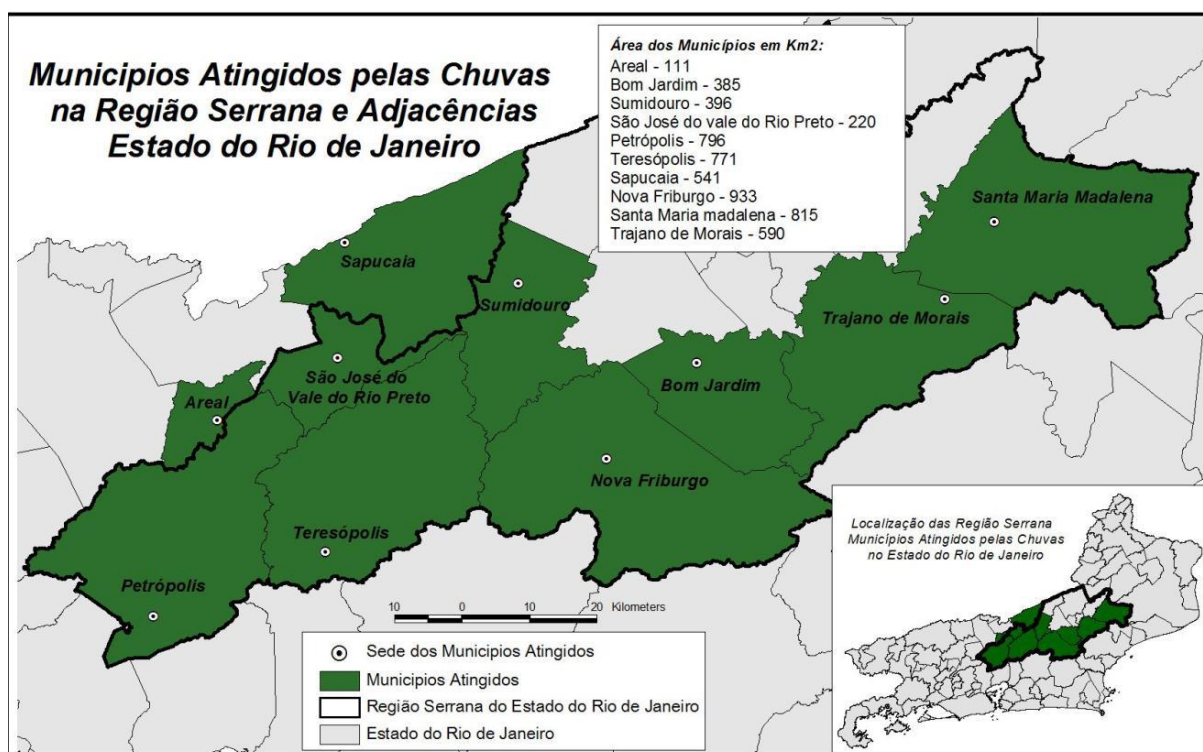 Municipios Atingidos pelas Chuvas
na Região Serrana e Adjacências
Estado do Rio de Janeiro
Área dos Municípios em Km2:
Areal - 111
Bom Jardim - 385
Sumidouro - 396
São José do vale do Rio Preto - 220
Petrópolis - 796
Teresópolis - 771
Sapucaia - 541
Nova Friburgo - 933
Santa Maria madalena - 815
Trajano de Morais - 590
Santa Maria Madalena
Sapucaia
Sumidouro
Trajano de Morais
São José do
Vale do Rio Preto
Bom Jardim
Areal
Nova Friburgo
Teresópolis
Petrópolis
10 0 10 20 Kilometers
Sede dos Municipios Atingidos
Municipios Atingidos
Região Serrana do Estado do Rio de Janeiro
Estado do Rio de Janeiro
Localização das Região Serrana
Municípios Atingidos pelas Chuvas
no Estado do Rio de Janeiro